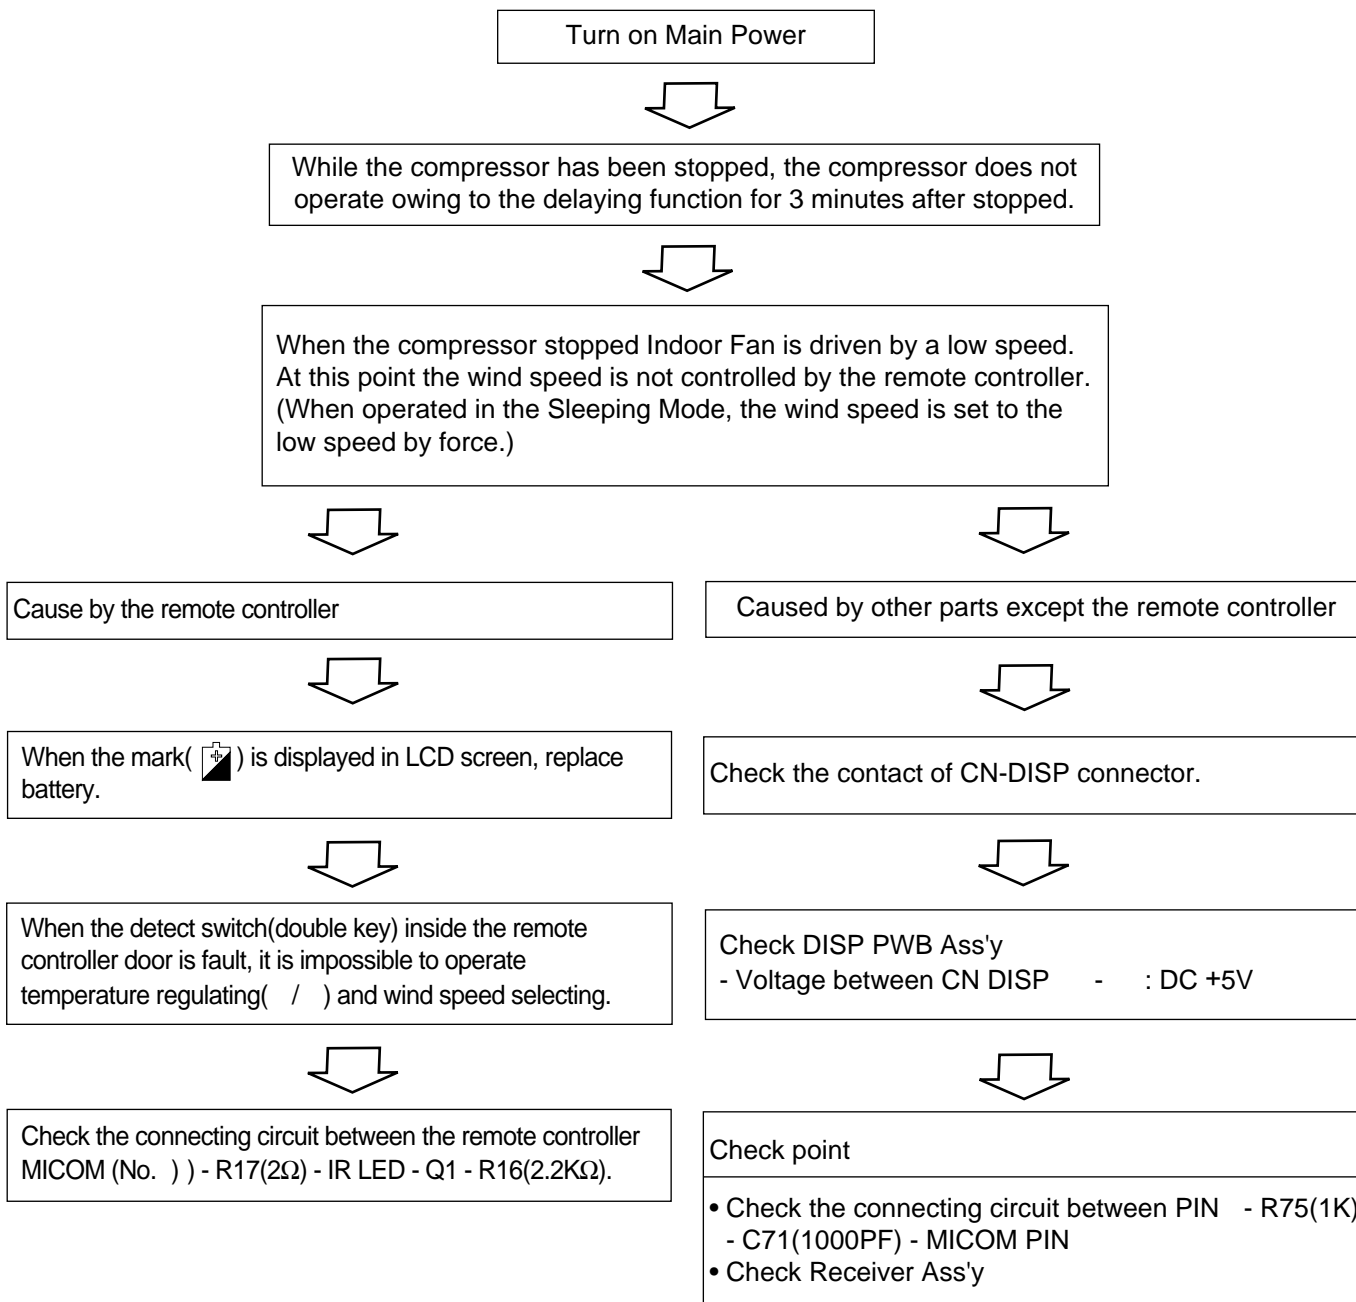 Turn on Main Power
While the compressor has been stopped, the compressor does not
operate owing to the delaying function for 3 minutes after stopped.
When the compressor stopped Indoor Fan is driven by a low speed.
At this point the wind speed is not controlled by the remote controller.
(When operated in the Sleeping Mode, the wind speed is set to the
low speed by force.)
Cause by the remote controller
When the mark( ) is displayed in LCD screen, replace
battery.
When the detect switch(double key) inside the remote
controller door is fault, it is impossible to operate
temperature regulating( / ) and wind speed selecting.
Check the connecting circuit between the remote controller
MICOM (No. ) ) - R17(2Ω) - IR LED - Q1 - R16(2.2KΩ).
Caused by other parts except the remote controller
Check the contact of CN-DISP connector.
Check DISP PWB Ass'y
- Voltage between CN DISP - : DC +5V
Check point
• Check the connecting circuit between PIN - R75(1K)
- C71(1000PF) - MICOM PIN
• Check Receiver Ass'y